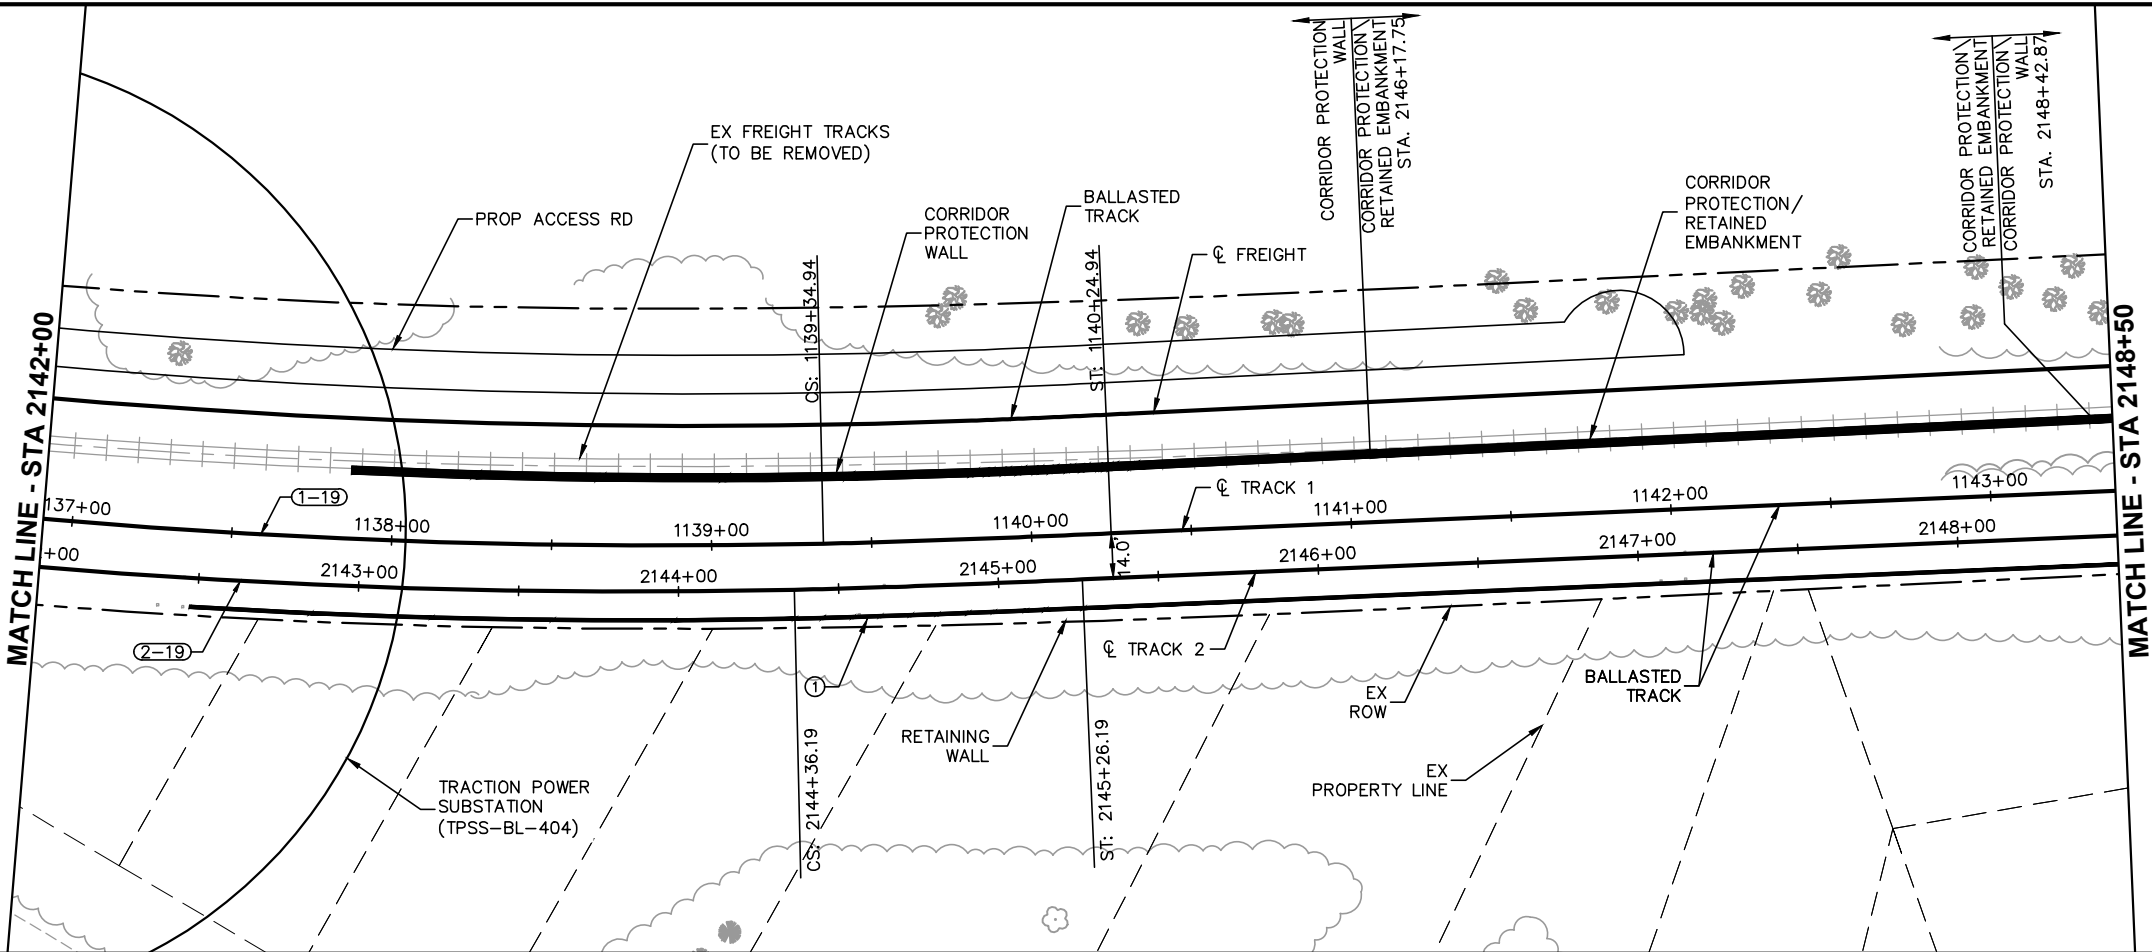 CORRIDOR PROTECTION
WALL
CORRIDOR PROTECTION/
RETAINED EMBANKMENT
STA. 2146+17.75
CORRIDOR PROTECTION/
RETAINED EMBANKMENT
CORRIDOR PROTECTION/
WALL
STA. 2148+42.87
EX FREIGHT TRACKS
(TO BE REMOVED)
PROP ACCESS RD
CORRIDOR
PROTECTION
WALL
BALLASTED
TRACK
℄ FREIGHT
CORRIDOR
PROTECTION/
RETAINED
EMBANKMENT
CS: 1139+34.94
ST: 1140+24.94
MATCH LINE - STA 2142+00
MATCH LINE - STA 2148+50
1-19
℄ TRACK 1
137+00
1138+00
1139+00
1140+00
1141+00
1142+00
1143+00
14.0'
+00
2143+00
2144+00
2145+00
2146+00
2147+00
2148+00
2-19
1
℄ TRACK 2
RETAINING
WALL
EX
ROW
BALLASTED
TRACK
EX
PROPERTY LINE
CS: 2144+36.19
ST: 2145+26.19
TRACTION POWER
SUBSTATION
(TPSS-BL-404)